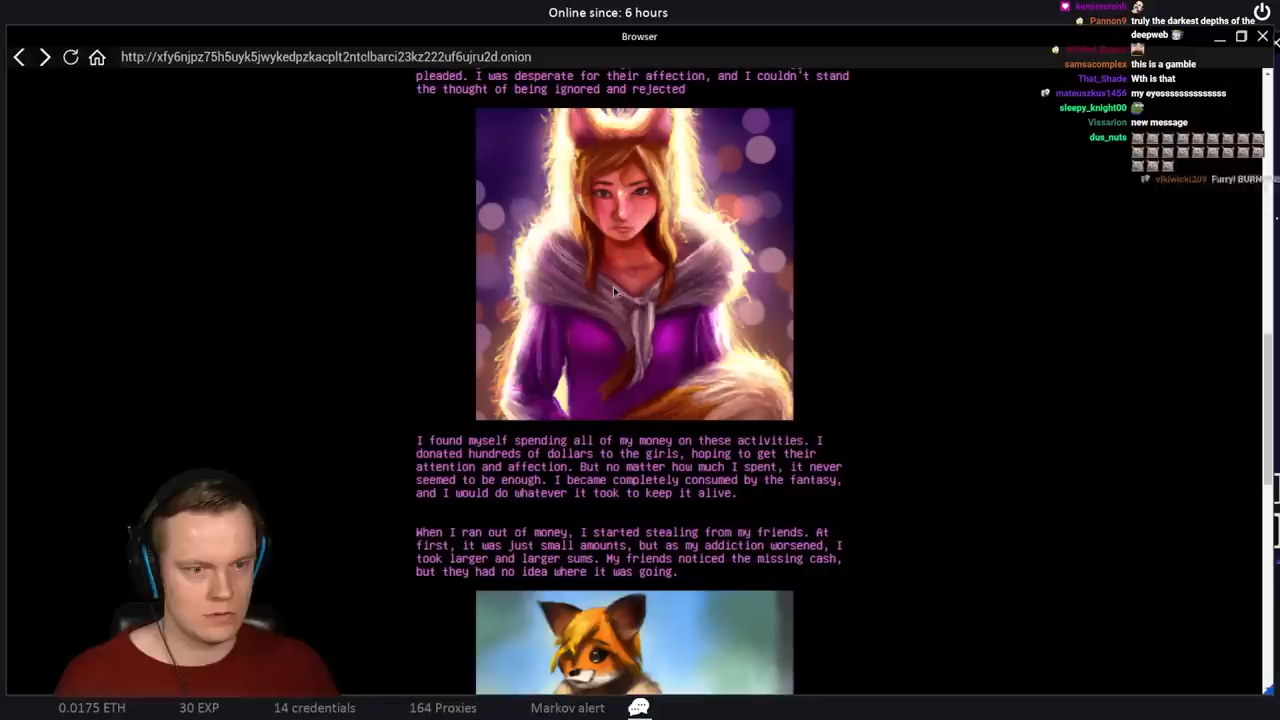 Online since: 6 hours
Browser
http://xfy6njpz75h5uyk5jwykedpzkacplt2ntclbarci23kz222uf6ujru2d.onion
pleaded. I was desperate for their affection, and I couldn't stand
the thought of being ignored and rejected
I found myself spending all of my money on these activities. I
donated hundreds of dollars to the girls, hoping to get their
attention and affection. But no matter how much I spent, it never
seemed to be enough. I became completely consumed by the fantasy,
and I would do whatever it took to keep it alive.
When I ran out of money, I started stealing from my friends. At
first, it was just small amounts, but as my addiction worsened, I
took larger and larger sums. My friends noticed the missing cash,
but they had no idea where it was going.
kenjimotoh6
Pannon9 truly the darkest depths of the
deepweb
samsacomplex this is a gamble
That_Shade Wth is that
mateuszkus1456 my eyesssssssssssss
sleepy_knight00
Vissarion new message
dus_nuts
Furry! BURN
0.0175 ETH
30 EXP
14 credentials
164 Proxies
Markov alert